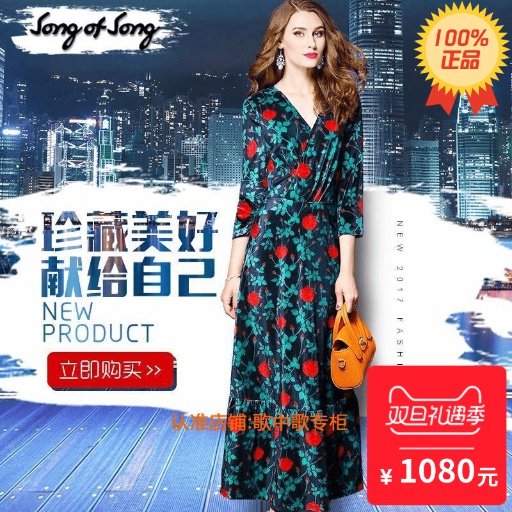 Song of Song
100%
正品
珍藏美好
献给自己
NEW
PRODUCT
立即购买>>
NEW 2017 FASHI
认准店铺:歌中歌专柜
双旦礼遇季
¥1080元